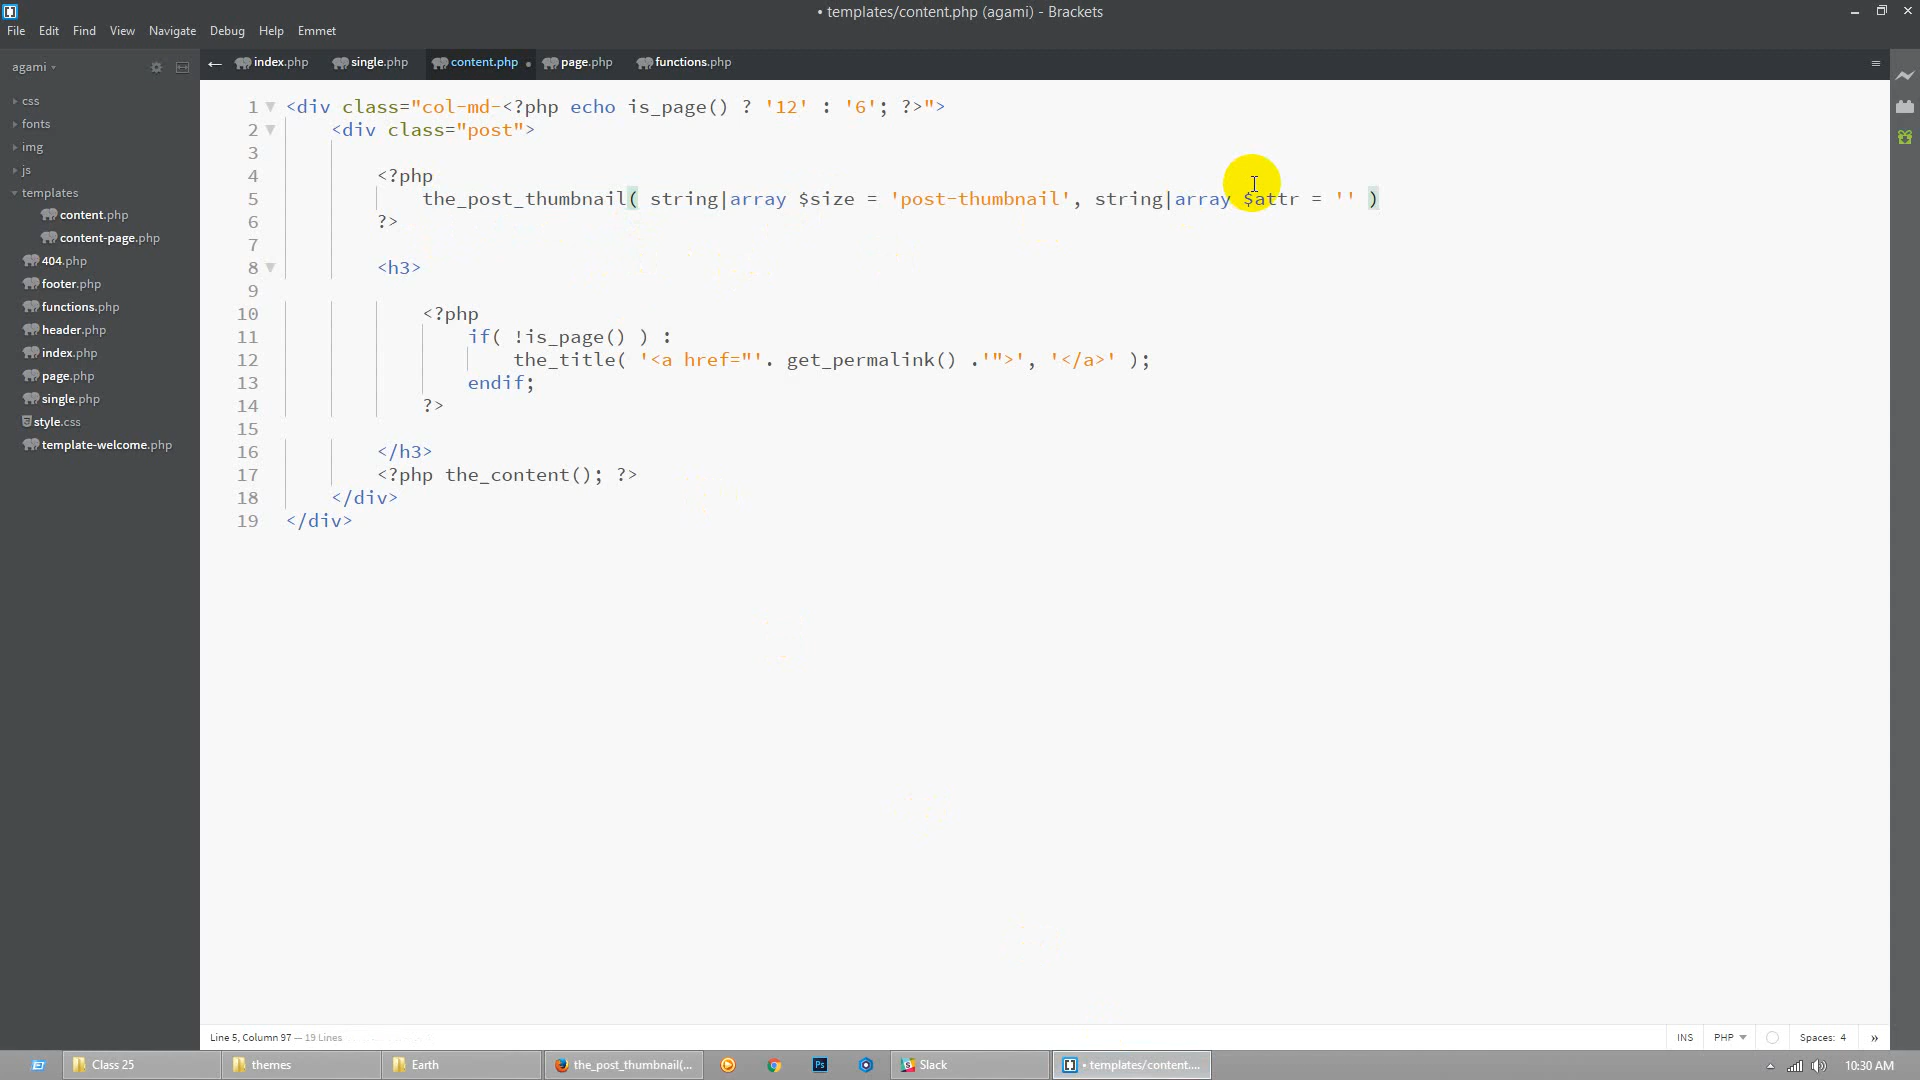 • templates/content.php (agami) - Brackets
File Edit Find View Navigate Debug Help Emmet
agami
index.php single.php content.php • page.php functions.php
css
fonts
img
js
templates
content.php
content-page.php
404.php
footer.php
functions.php
header.php
index.php
page.php
single.php
style.css
template-welcome.php
1 <div class="col-md-<?php echo is_page() ? '12' : '6'; ?>">
2 <div class="post">
3
4 <?php
5 the_post_thumbnail( string|array $size = 'post-thumbnail', string|array $attr = '' )
6 ?>
7
8 <h3>
9
10 <?php
11 if( !is_page() ) :
12 the_title( '<a href="'. get_permalink() .'">', '</a>' );
13 endif;
14 ?>
15
16 </h3>
17 <?php the_content(); ?>
18 </div>
19 </div>
Line 5, Column 97 — 19 Lines
INS PHP Spaces: 4
Class 25 themes Earth the_post_thumbnail(... Ps Slack • templates/content.... 10:30 AM